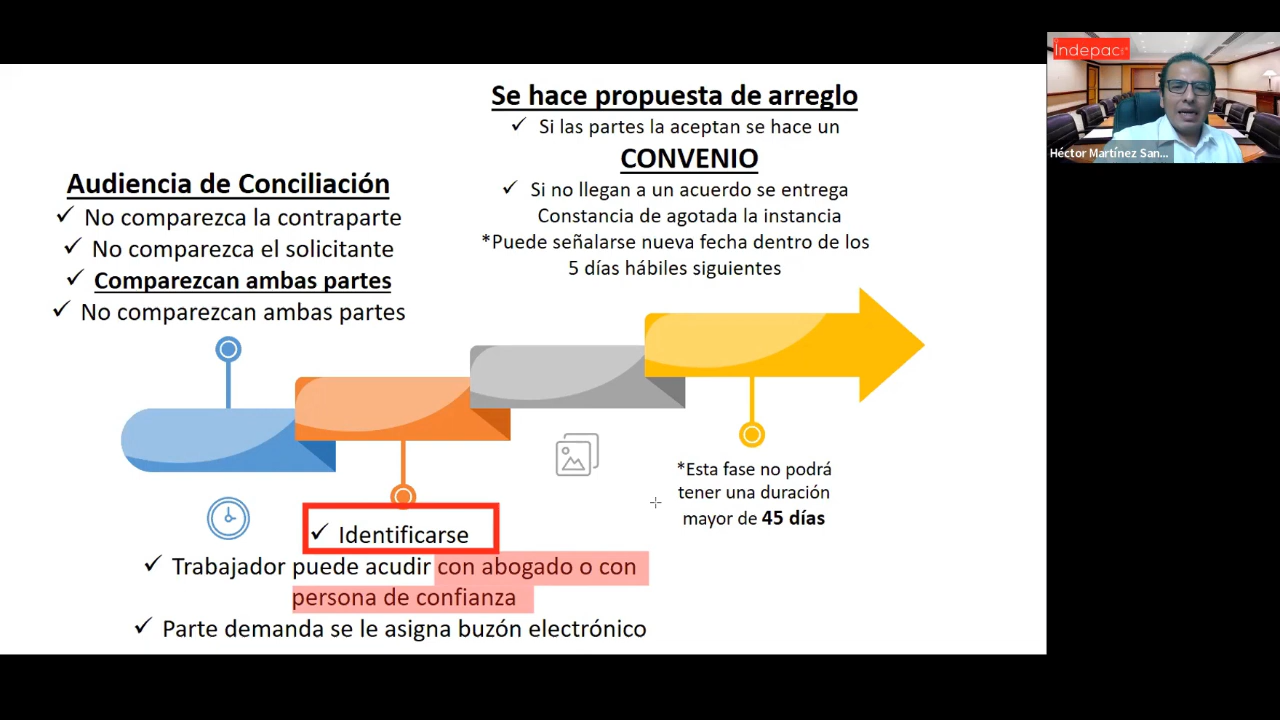 Audiencia de Conciliación
✓ No comparezca la contraparte
✓ No comparezca el solicitante
✓ Comparezcan ambas partes
✓ No comparezcan ambas partes
✓ Identificarse
✓ Trabajador puede acudir con abogado o con
persona de confianza
✓ Parte demanda se le asigna buzón electrónico
Se hace propuesta de arreglo
✓ Si las partes la aceptan se hace un
CONVENIO
✓ Si no llegan a un acuerdo se entrega
Constancia de agotada la instancia
*Puede señalarse nueva fecha dentro de los
5 días hábiles siguientes
*Esta fase no podrá
tener una duración
mayor de 45 días
Indepac
Héctor Martínez San...